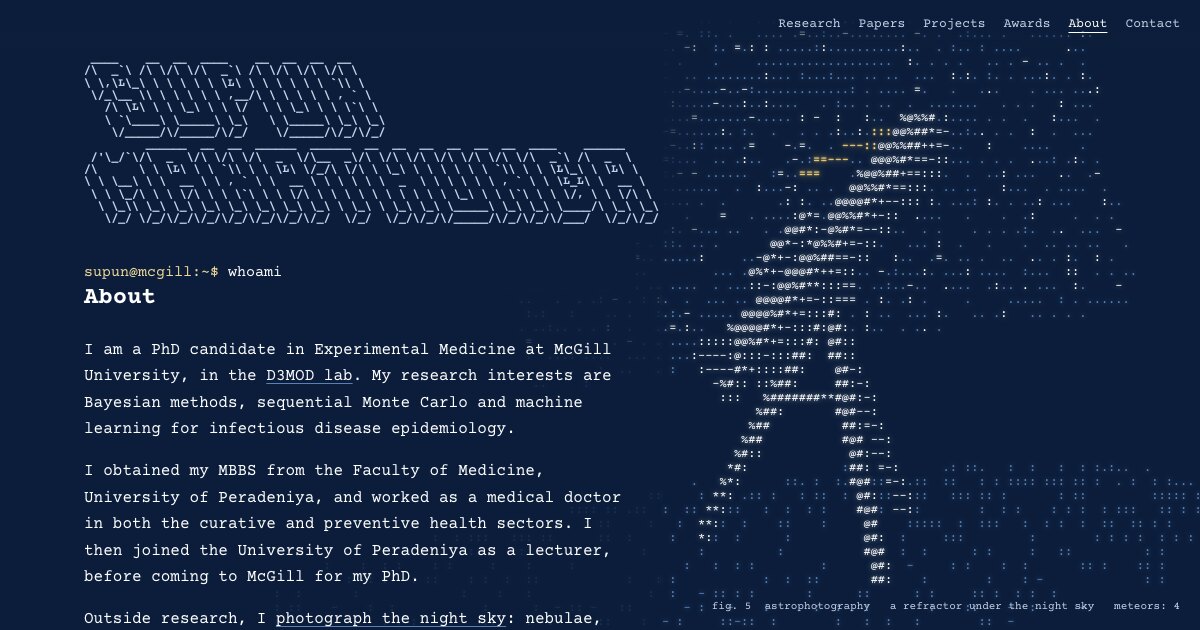 Research Papers Projects Awards About Contact
supun@mcgill:~$ whoami
About
I am a PhD candidate in Experimental Medicine at McGill
University, in the D3MOD lab. My research interests are
Bayesian methods, sequential Monte Carlo and machine
learning for infectious disease epidemiology.
I obtained my MBBS from the Faculty of Medicine,
University of Peradeniya, and worked as a medical doctor
in both the curative and preventive health sectors. I
then joined the University of Peradeniya as a lecturer,
before coming to McGill for my PhD.
Outside research, I photograph the night sky: nebulae,
fig. 5 astrophotography a refractor under the night sky meteors: 4